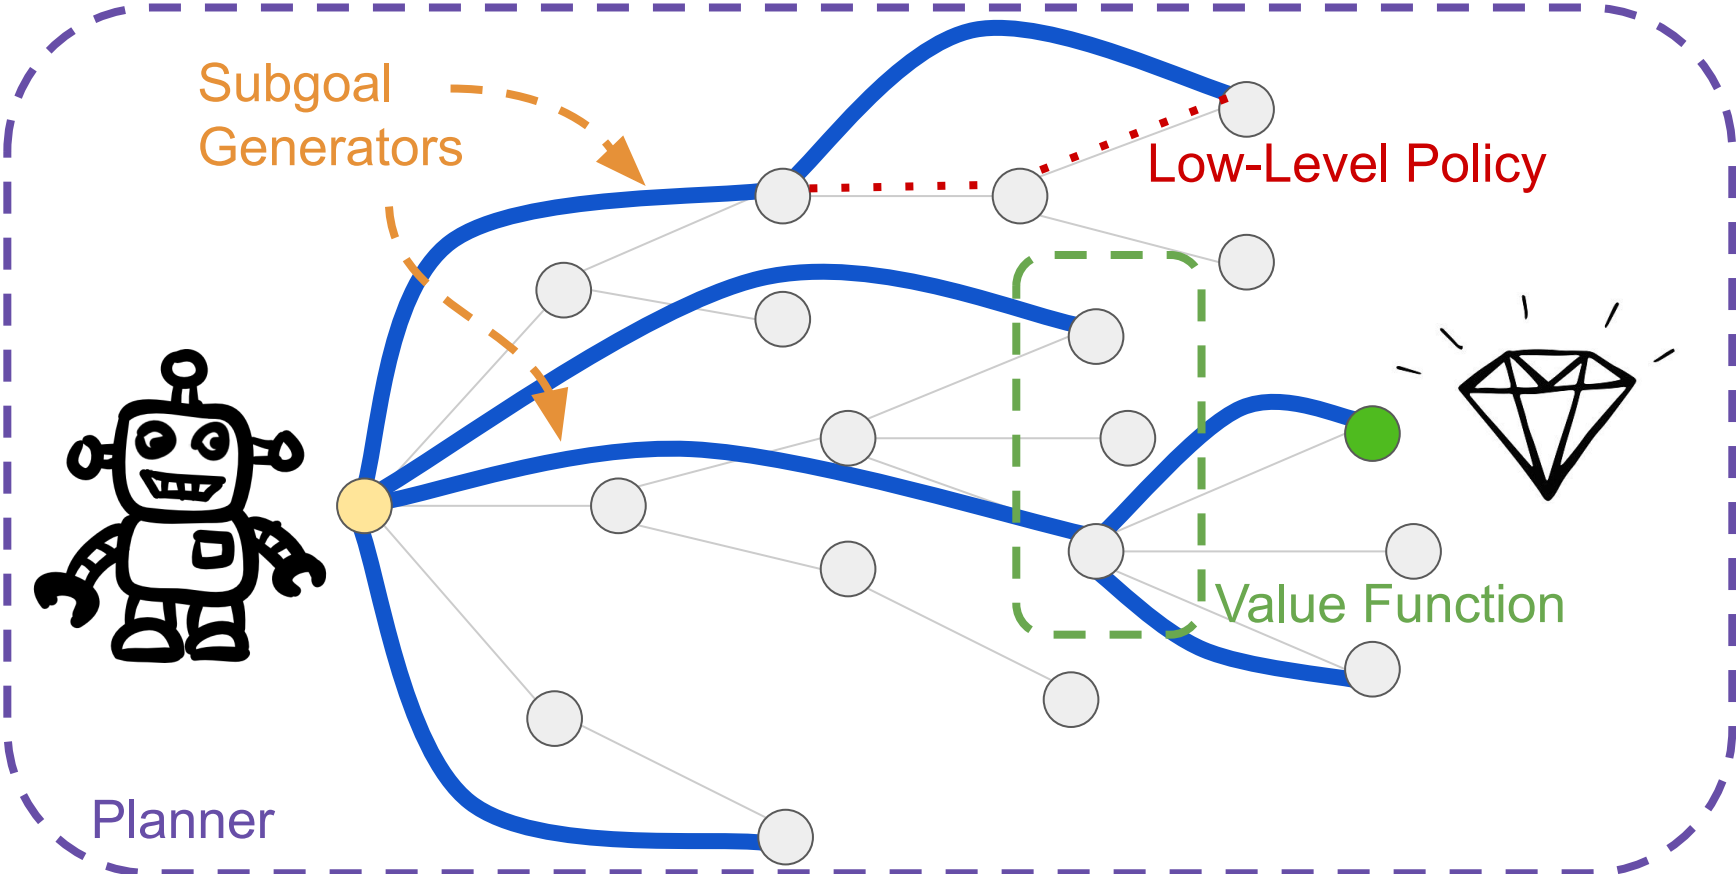 Subgoal
Generators
Low-Level Policy
Value Function
Planner